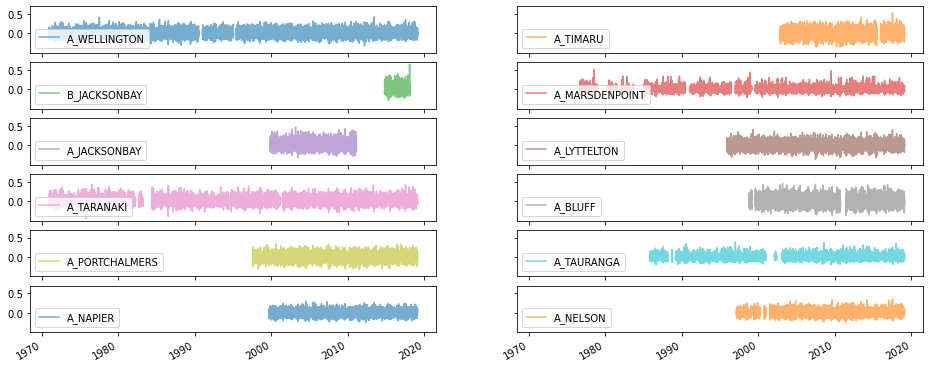 0.5
0.0
A_WELLINGTON
A_TIMARU
0.5
0.0
B_JACKSONBAY
A_MARSDENPOINT
0.5
0.0
A_JACKSONBAY
A_LYTTELTON
0.5
0.0
A_TARANAKI
A_BLUFF
0.5
0.0
A_PORTCHALMERS
A_TAURANGA
0.5
0.0
A_NAPIER
A_NELSON
1970 1980 1990 2000 2010 2020
1970 1980 1990 2000 2010 2020